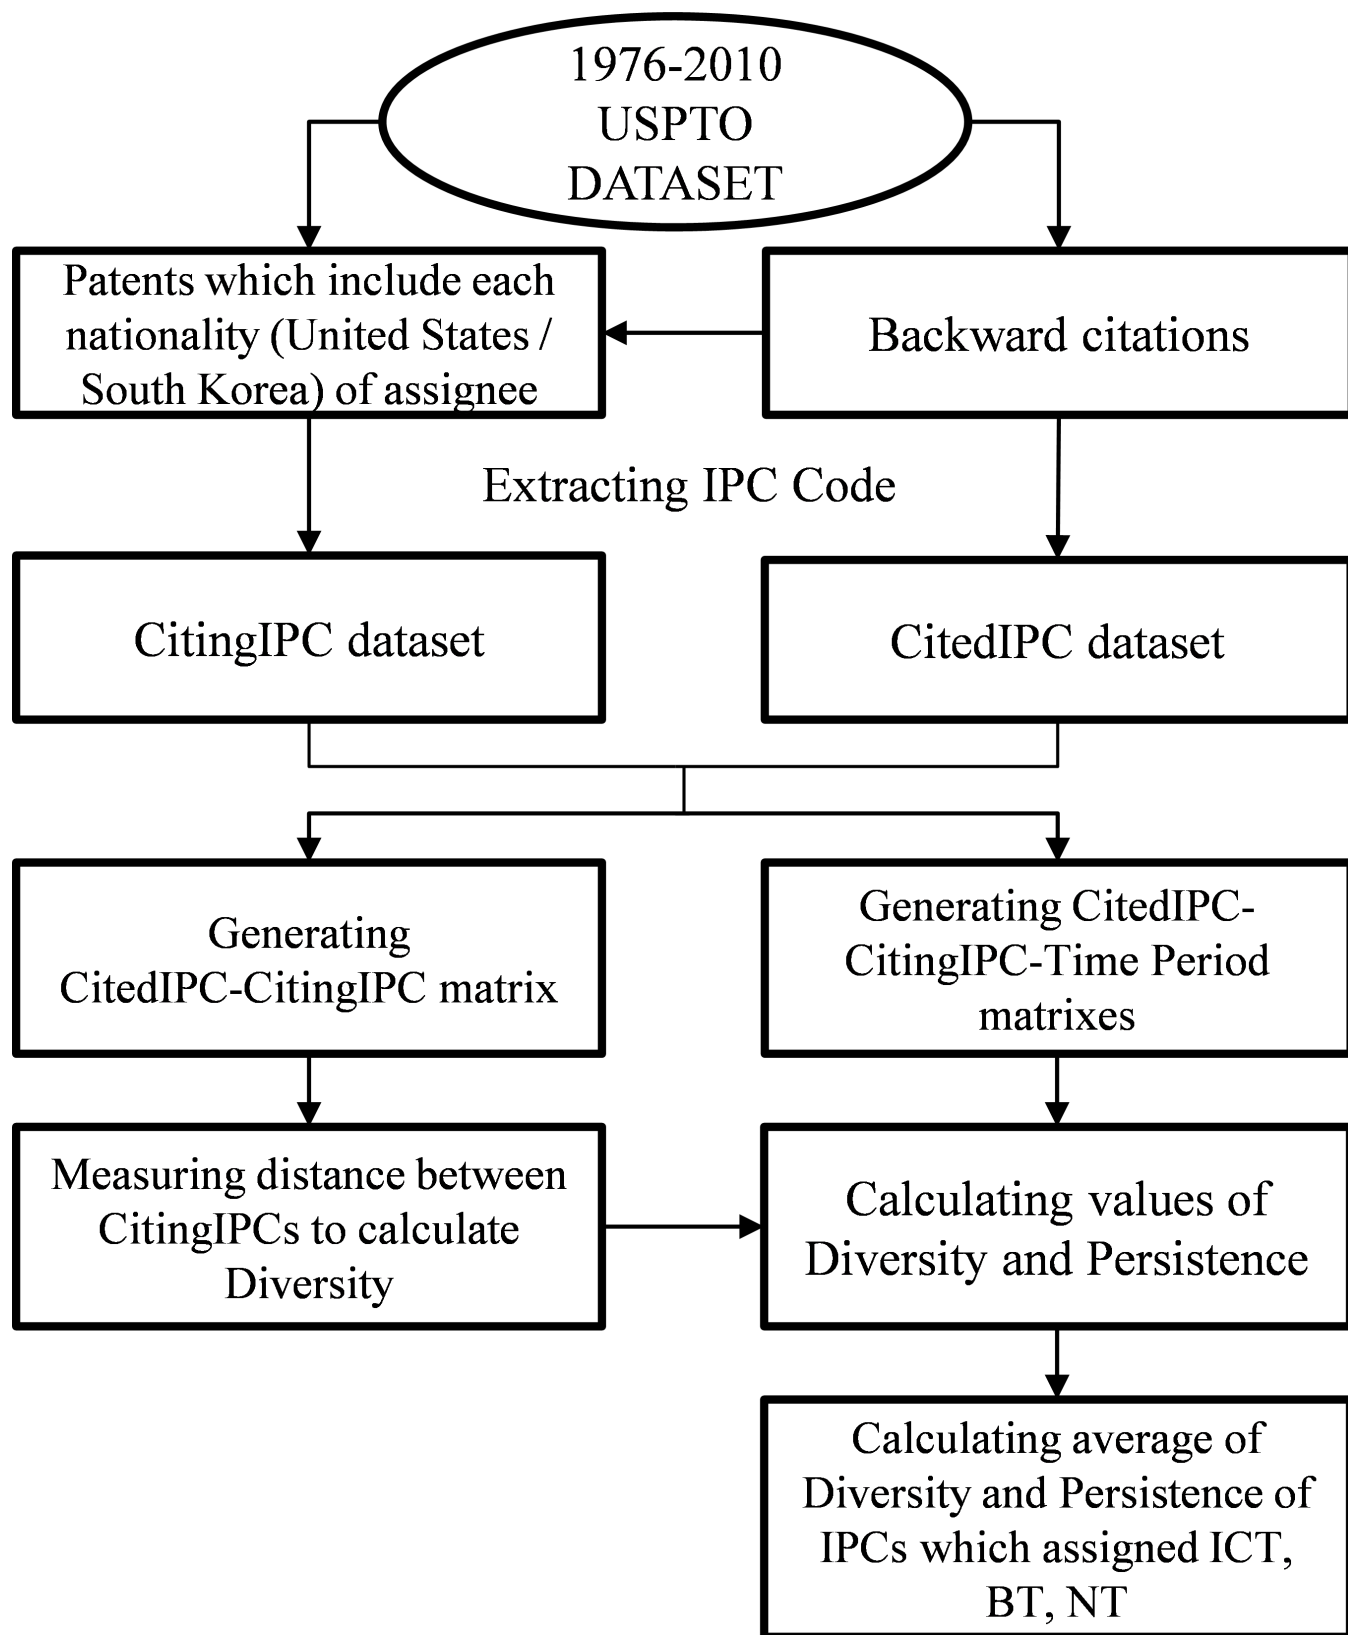 1976-2010
USPTO
DATASET
Patents which include each
nationality (United States /
South Korea) of assignee
Backward citations
Extracting IPC Code
CitingIPC dataset
CitedIPC dataset
Generating
CitedIPC-CitingIPC matrix
Generating CitedIPC-
CitingIPC-Time Period
matrixes
Measuring distance between
CitingIPCs to calculate
Diversity
Calculating values of
Diversity and Persistence
Calculating average of
Diversity and Persistence of
IPCs which assigned ICT,
BT, NT